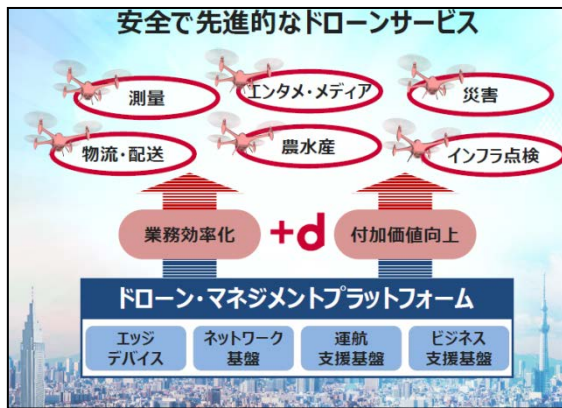 安全で先進的なドローンサービス
測量
エンタメ・メディア
災害
物流・配送
農水産
インフラ点検
業務効率化
+d
付加価値向上
ドローン・マネジメントプラットフォーム
エッジ
デバイス
ネットワーク
基盤
運航
支援基盤
ビジネス
支援基盤